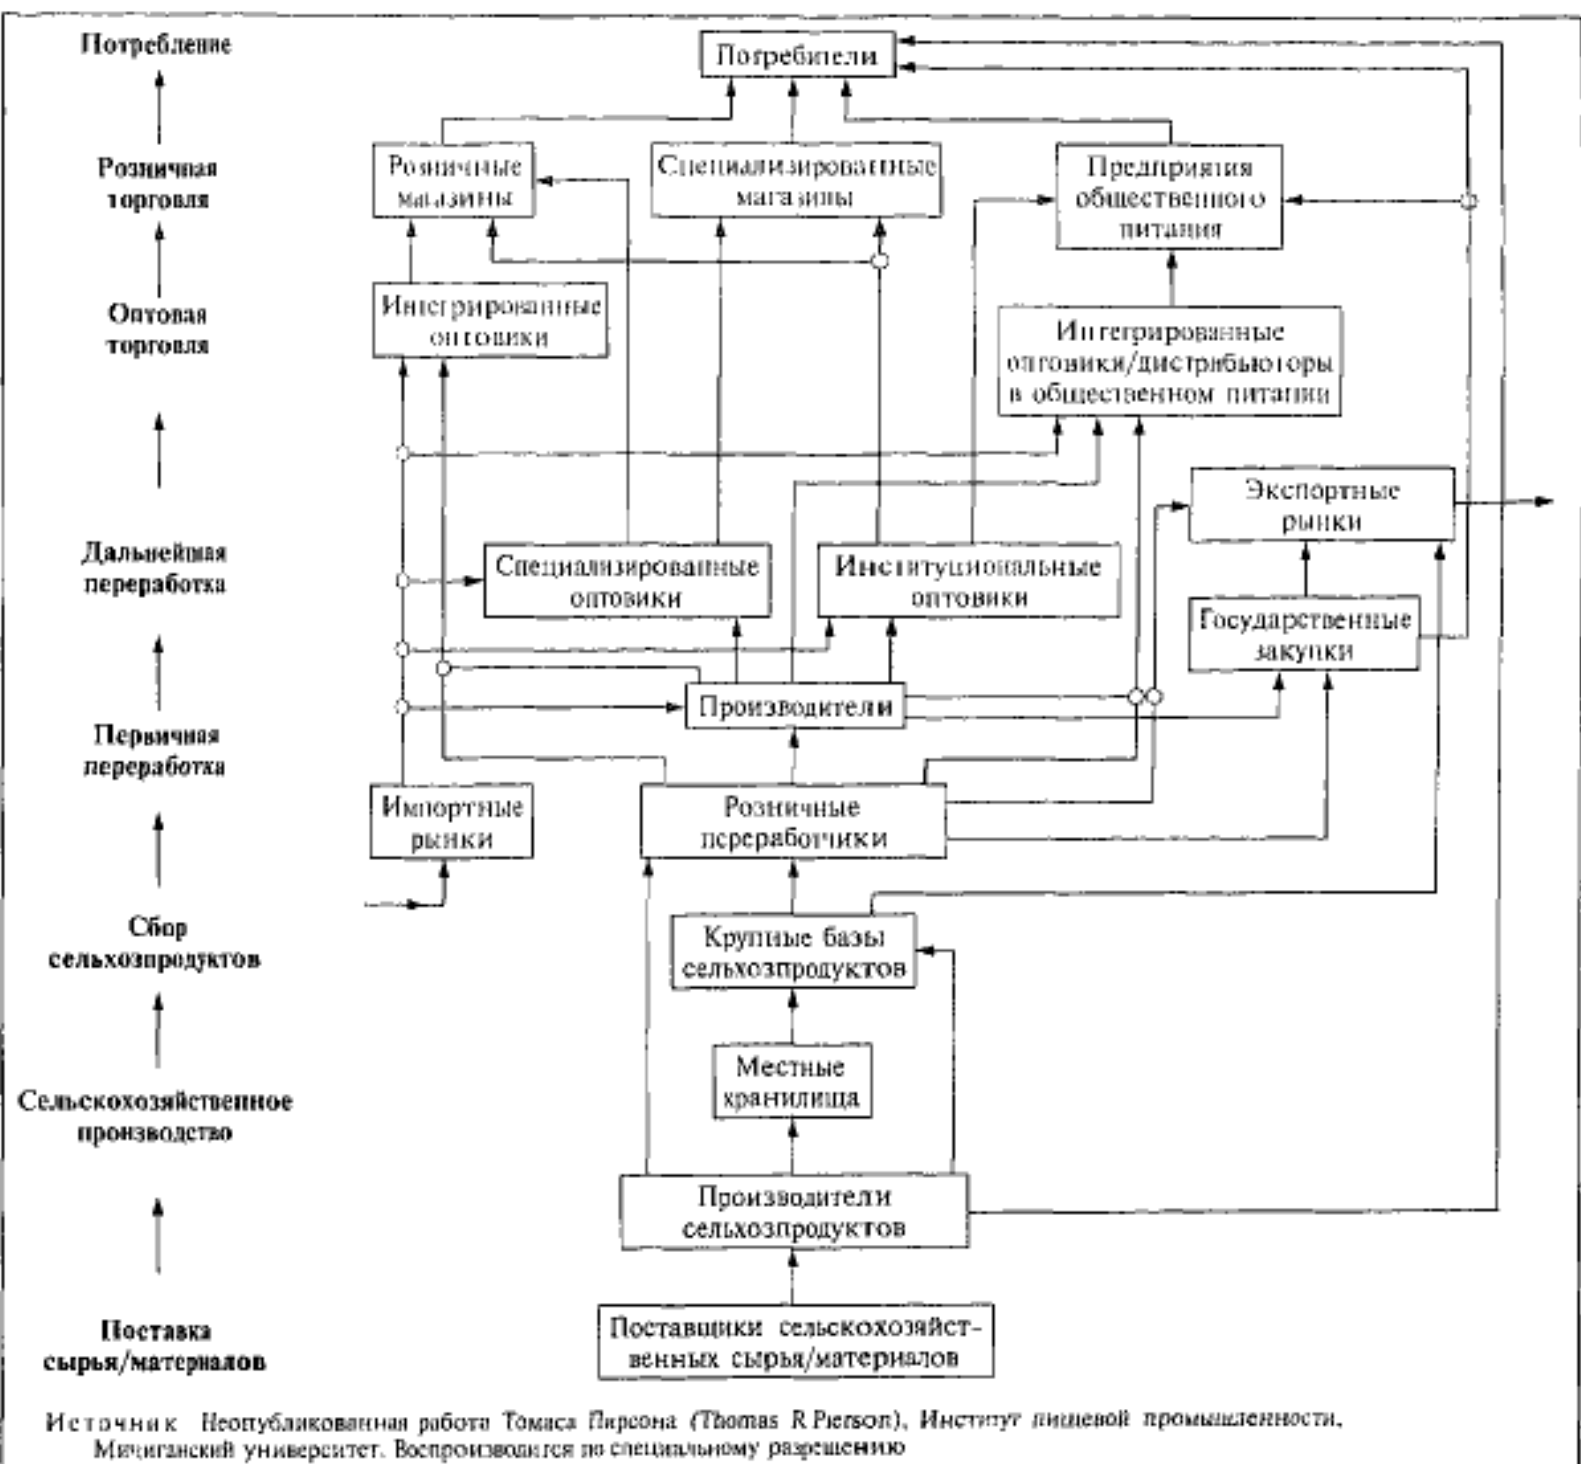 Потребление
Потребители
Розничная
торговля
Розничные
магазины
Специализированные
магазины
Предприятия
общественного
питания
Оптовая
торговля
Интегрированные
оптовики
Интегрированные
оптовики/дистрибьюторы
в общественном питании
Экспортные
рынки
Дальнейшая
переработка
Специализированные
оптовики
Институциональные
оптовики
Государственные
закупки
Первичная
переработка
Производители
Импортные
рынки
Розничные
переработчики
Сбор
сельхозпродуктов
Крупные базы
сельхозпродуктов
Местные
хранилища
Сельскохозяйственное
производство
Производители
сельхозпродуктов
Поставка
сырья/материалов
Поставщики сельскохозяйст-
венных сырья/материалов
Источник Неопубликованная работа Томаса Пирсона (Thomas R Pierson), Институт пищевой промышленности,
Мичиганский университет. Воспроизводится по специальному разрешению